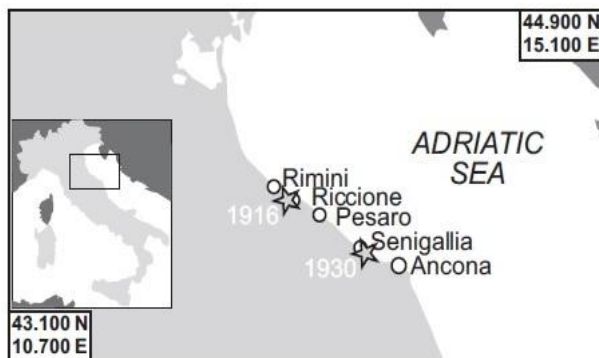 44.900 N
15.100 E
ADRIATIC
SEA
Rimini
Riccione
1916
Pesaro
Senigallia
1930
Ancona
43.100 N
10.700 E